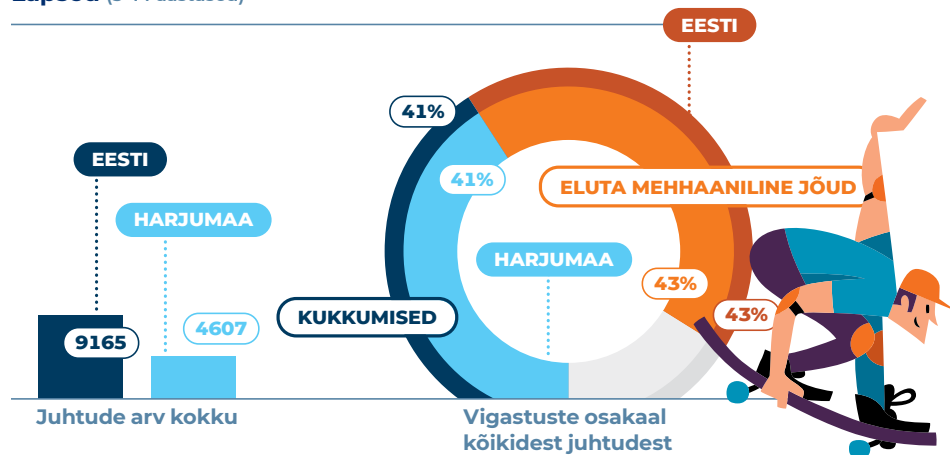 EESTI
41%
EESTI
41%
ELUTA MEHHAANILINE JÕUD
HARJUMAA
HARJUMAA
43%
KUKKUMISED
43%
9165
4607
Juhtude arv kokku
Vigastuste osakaal
kõikidest juhtudest